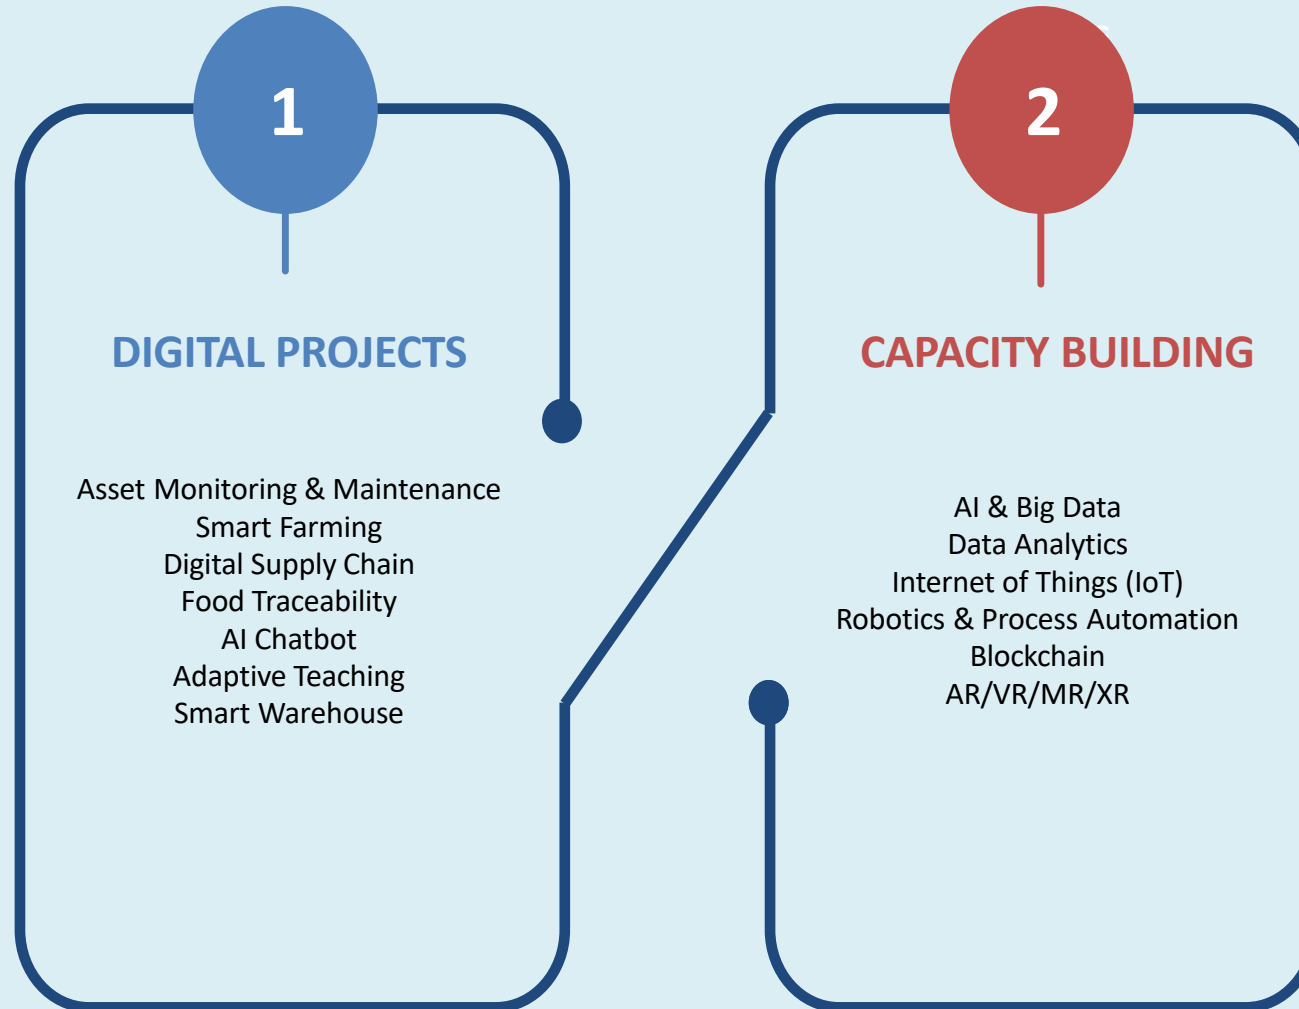 1
DIGITAL PROJECTS
Asset Monitoring & Maintenance
Smart Farming
Digital Supply Chain
Food Traceability
AI Chatbot
Adaptive Teaching
Smart Warehouse
2
CAPACITY BUILDING
AI & Big Data
Data Analytics
Internet of Things (IoT)
Robotics & Process Automation
Blockchain
AR/VR/MR/XR